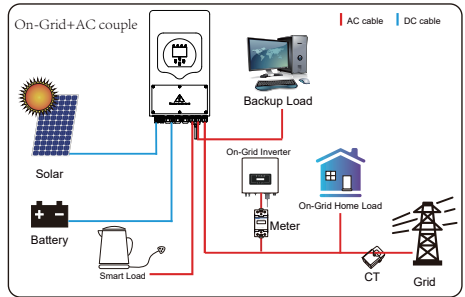 On-Grid+AC couple
AC cable
DC cable
Backup Load
On-Grid Inverter
Solar
On-Grid Home Load
Meter
Battery
Smart Load
CT
Grid